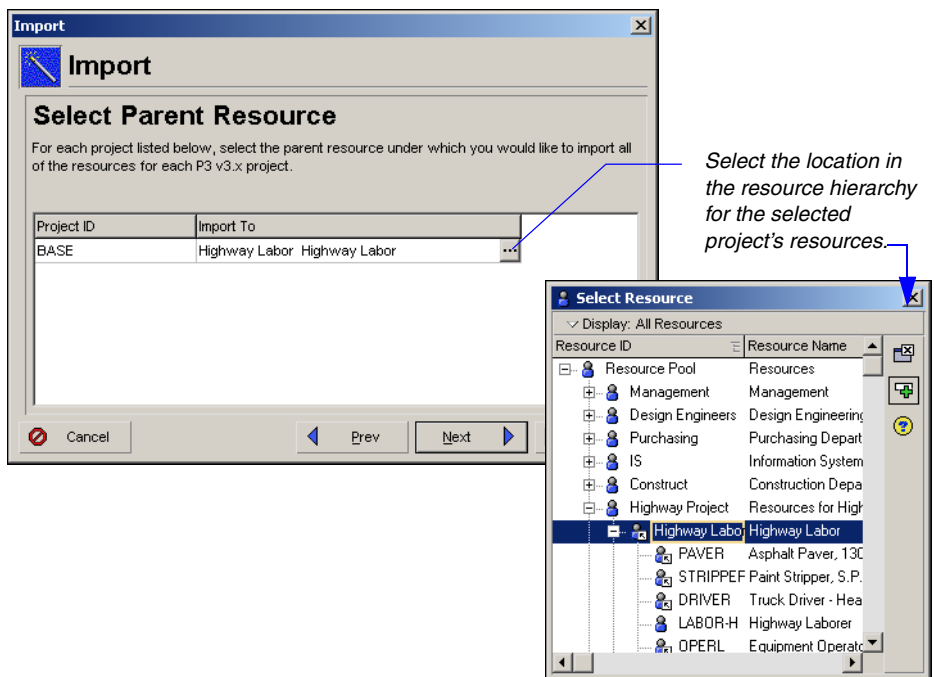 Import
Import
Select Parent Resource
For each project listed below, select the parent resource under which you would like to import all
of the resources for each P3 v3.x project.
Project ID Import To
BASE Highway Labor Highway Labor ...
Cancel Prev Next
Select the location in
the resource hierarchy
for the selected
project's resources.
Select Resource
Display: All Resources
Resource ID Resource Name
Resource Pool Resources
Management Management
Design Engineers Design Engineering
Purchasing Purchasing Depart
IS Information System
Construct Construction Depa
Highway Project Resources for High
Highway Labor Highway Labor
PAVER Asphalt Paver, 130
STRIPPER Paint Stripper, S.P.
DRIVER Truck Driver - Hea
LABOR-H Highway Laborer
OPERL Equipment Operato